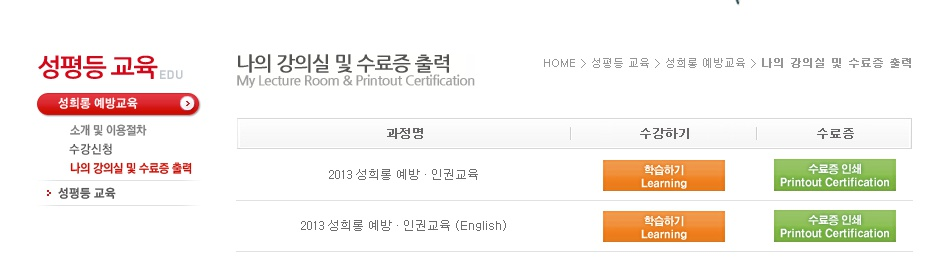 성평등 교육 EDU
성희롱 예방교육
소개 및 이용절차
수강신청
나의 강의실 및 수료증 출력
성평등 교육
나의 강의실 및 수료증 출력
My Lecture Room & Printout Certification
HOME > 성평등 교육 > 성희롱 예방교육 > 나의 강의실 및 수료증 출력
과정명 수강하기 수료증
2013 성희롱 예방 · 인권교육
학습하기
Learning
수료증 인쇄
Printout Certification
2013 성희롱 예방 · 인권교육 (English)
학습하기
Learning
수료증 인쇄
Printout Certification